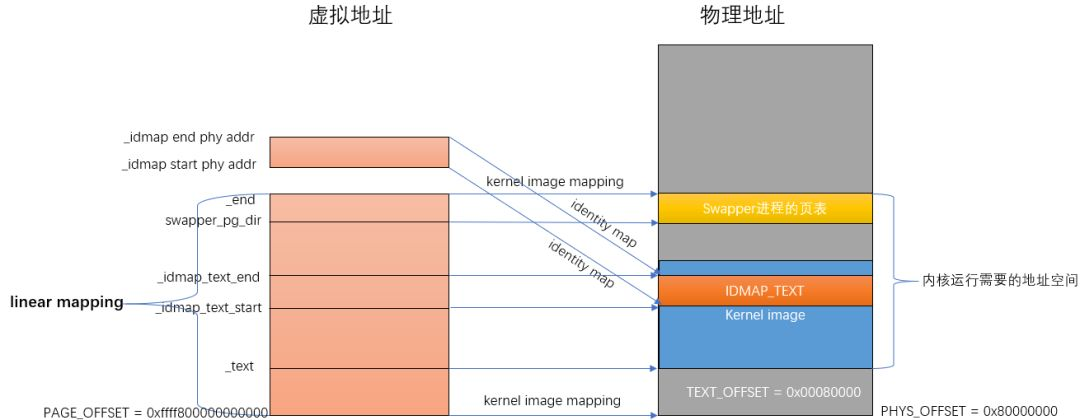 虚拟地址
物理地址
_idmap end phy addr
_idmap start phy addr
kernel image mapping
_end
Swapper进程的页表
identity map
swapper_pg_dir
identity map
_idmap_text_end
内核运行需要的地址空间
IDMAP_TEXT
linear mapping
_idmap_text_start
Kernel image
_text
TEXT_OFFSET = 0x00080000
kernel image mapping
PAGE_OFFSET = 0xffff800000000000
PHYS_OFFSET = 0x80000000